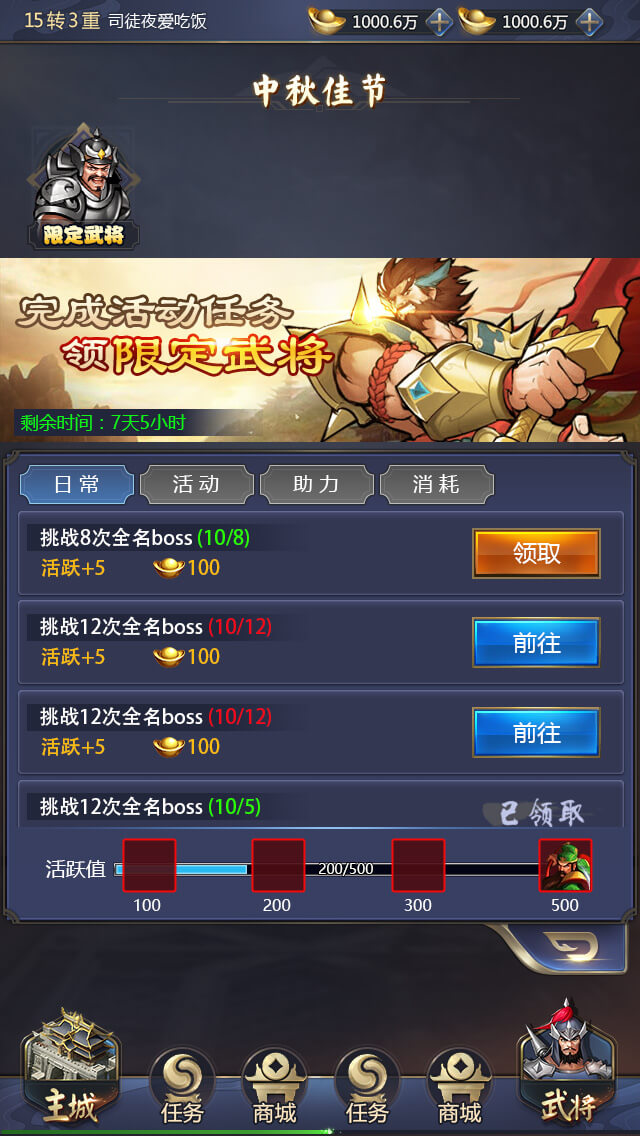 15转3重 司徒夜爱吃饭 1000.6万 1000.6万
中秋佳节
限定武将
完成活动任务
领限定武将
剩余时间：7天5小时
日常 活动 助力 消耗
挑战8次全名boss (10/8)
活跃+5 100 领取
挑战12次全名boss (10/12)
活跃+5 100 前往
挑战12次全名boss (10/12)
活跃+5 100 前往
挑战12次全名boss (10/5) 已领取
活跃值 200/500
100 200 300 500
主城 任务 商城 任务 商城 武将